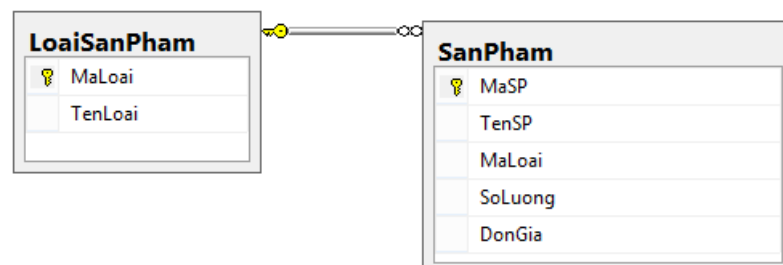 LoaiSanPham
MaLoai
TenLoai
SanPham
MaSP
TenSP
MaLoai
SoLuong
DonGia